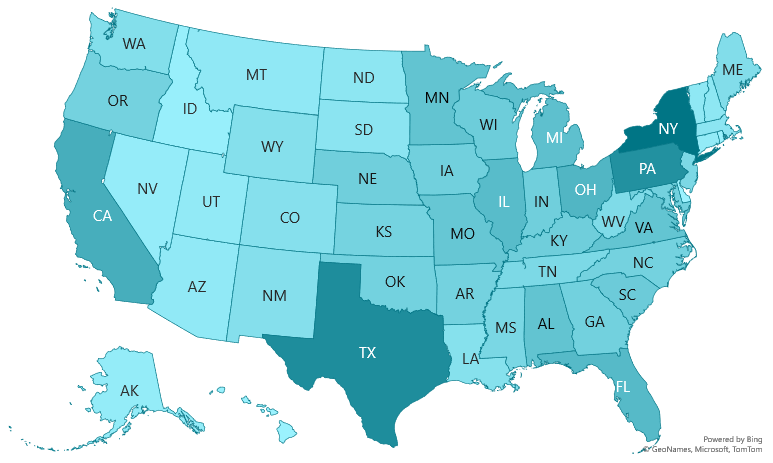 WA
ME
MT
ND
MN
OR
ID
SD
WI
MI
NY
WY
IA
PA
NE
NV
UT
CO
IL
IN
OH
CA
KS
MO
KY
WV
VA
AZ
NM
OK
AR
TN
NC
SC
TX
MS
AL
GA
LA
AK
FL
Powered by Bing
© GeoNames, Microsoft, TomTom